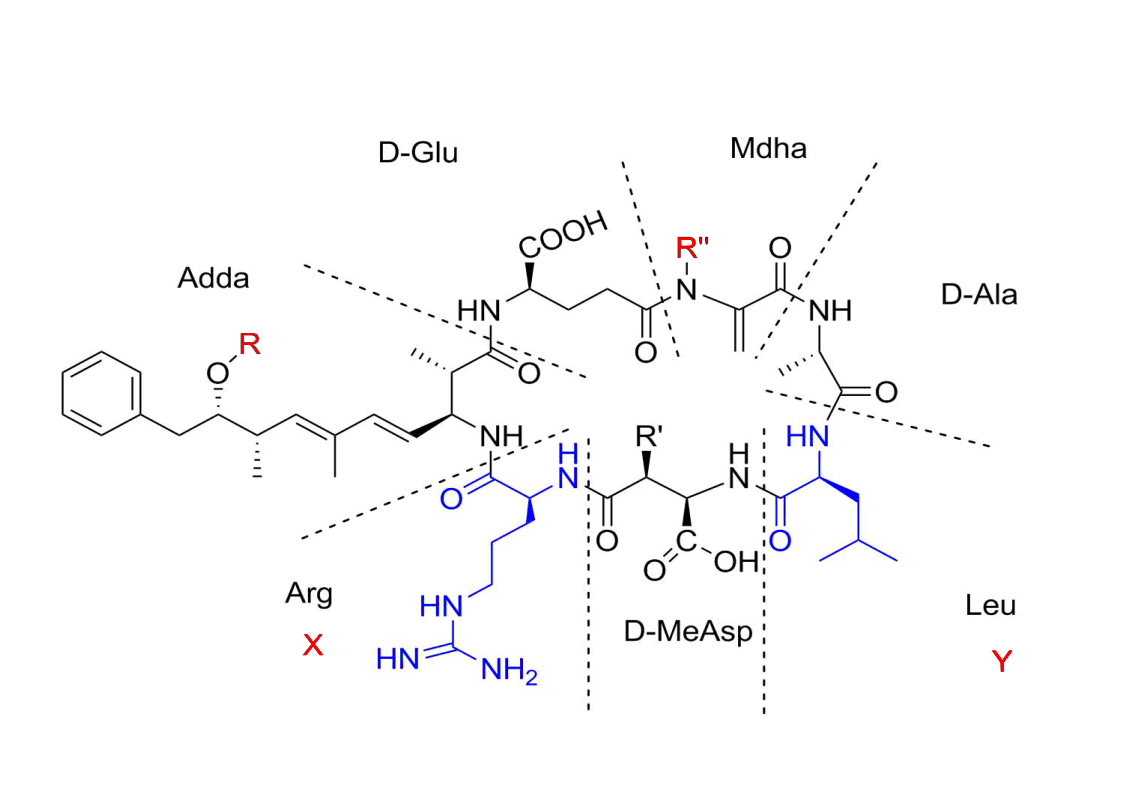 D-Glu
Mdha
COOH
R''
O
Adda
HN
N
NH
D-Ala
R
O
O
O
O
NH
R'
H
HN
H
O
N
N
O
O
C
O
OH
Arg
HN
Leu
D-MeAsp
X
HN
NH2
Y